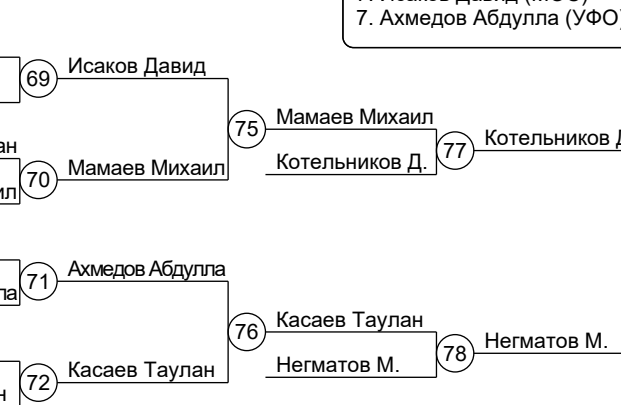 7. Ахмедов Абдулла (УФО)
69 Исаков Давид
75 Мамаев Михаил
70 Мамаев Михаил
Котельников Д.
77 Котельников
71 Ахмедов Абдулла
76 Касаев Таулан
72 Касаев Таулан
Негматов М.
78 Негматов М.